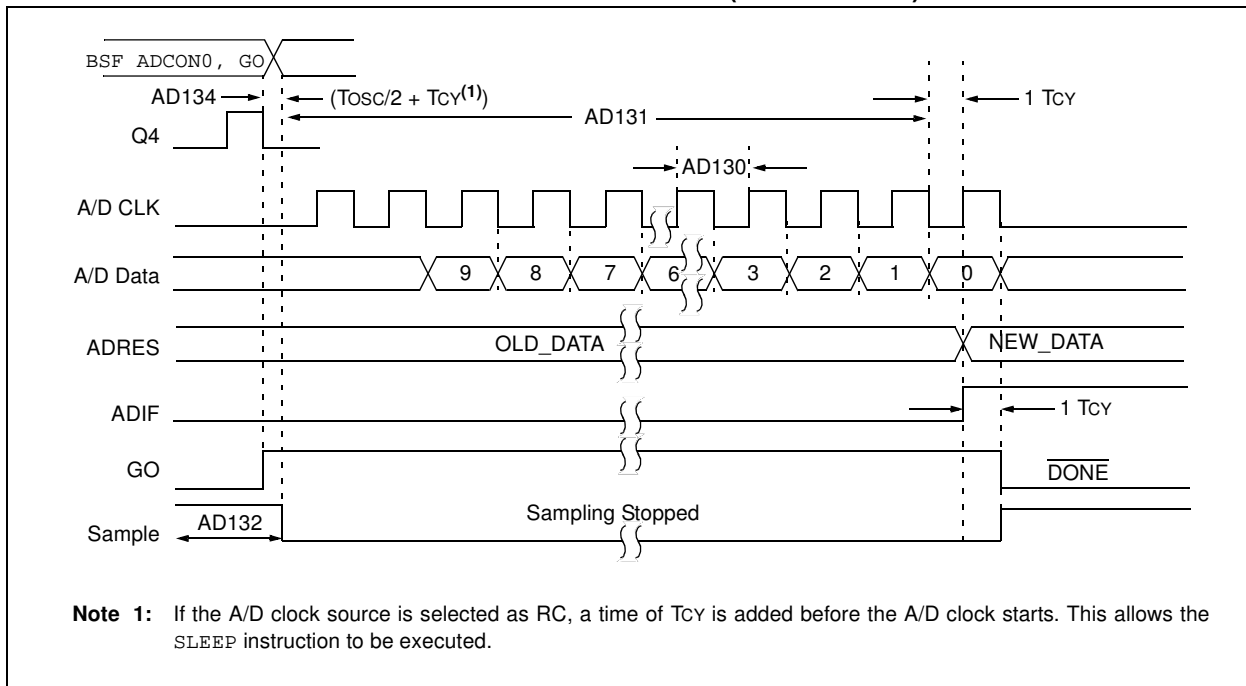 BSF ADCON0, GO
AD134 (TOSC/2 + TCY(1)) 1 TCY
AD131
Q4
AD130
A/D CLK
A/D Data 9 8 7 6 3 2 1 0
ADRES OLD_DATA NEW_DATA
ADIF 1 TCY
GO DONE
Sample AD132 Sampling Stopped
Note 1: If the A/D clock source is selected as RC, a time of TCY is added before the A/D clock starts. This allows the
SLEEP instruction to be executed.